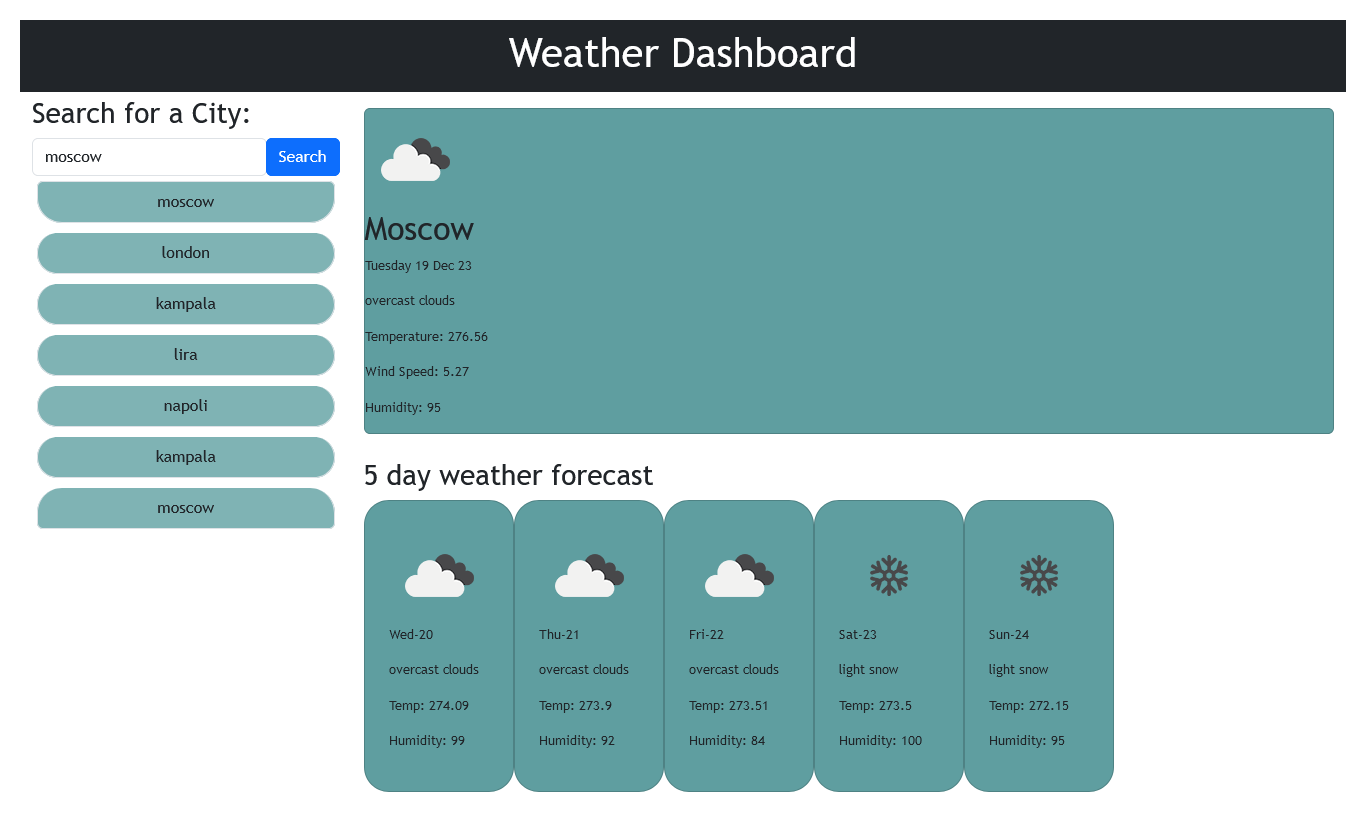 Weather Dashboard
Search for a City:
moscow
Search
moscow
london
kampala
lira
napoli
kampala
moscow
Moscow
Tuesday 19 Dec 23
overcast clouds
Temperature: 276.56
Wind Speed: 5.27
Humidity: 95
5 day weather forecast
Wed-20
overcast clouds
Temp: 274.09
Humidity: 99
Thu-21
overcast clouds
Temp: 273.9
Humidity: 92
Fri-22
overcast clouds
Temp: 273.51
Humidity: 84
Sat-23
light snow
Temp: 273.5
Humidity: 100
Sun-24
light snow
Temp: 272.15
Humidity: 95